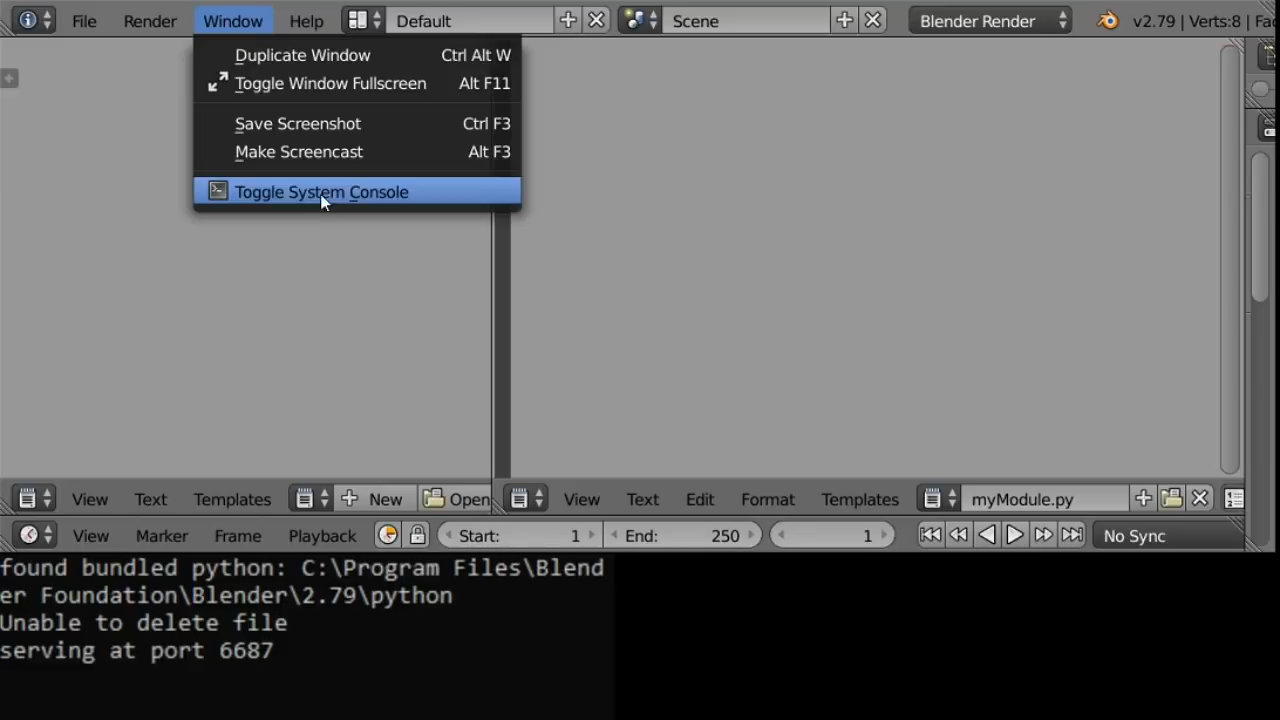 File Render Window Help Default Scene Blender Render v2.79 | Verts:8 |
Duplicate Window Ctrl Alt W
Toggle Window Fullscreen Alt F11
Save Screenshot Ctrl F3
Make Screencast Alt F3
Toggle System Console
View Text Templates New Open View Text Edit Format Templates myModule.py
View Marker Frame Playback Start: 1 End: 250 1 No Sync
found bundled python: C:\Program Files\Blend
er Foundation\Blender\2.79\python
Unable to delete file
serving at port 6687